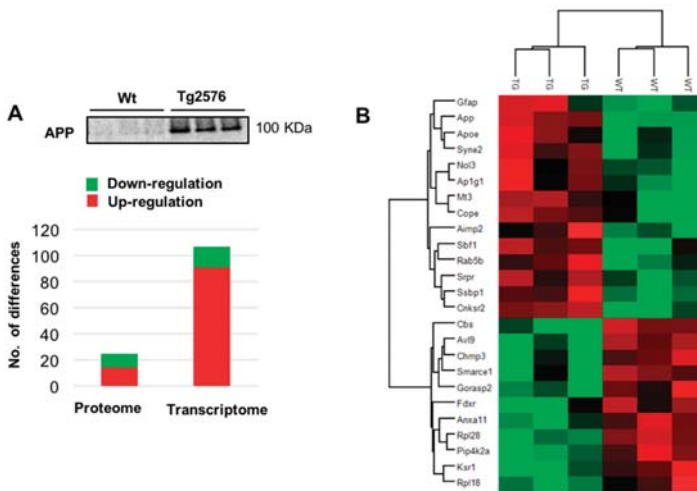 A
Wt
Tg2576
APP
100 KDa
Down-regulation
Up-regulation
No. of differences
120
100
80
60
40
20
0
Proteome
Transcriptome
B
TG
TG
TG
WT
WT
WT
Gfap
App
Apoe
Syne2
Nol3
Ap1g1
Mt3
Cope
Aimp2
Sbf1
Rab5b
Srpr
Ssbp1
Cnksr2
Cbs
Avl9
Chmp3
Smarce1
Gorasp2
Fdxr
Anxa11
Rpl28
Pip4k2a
Ksr1
Rpl18